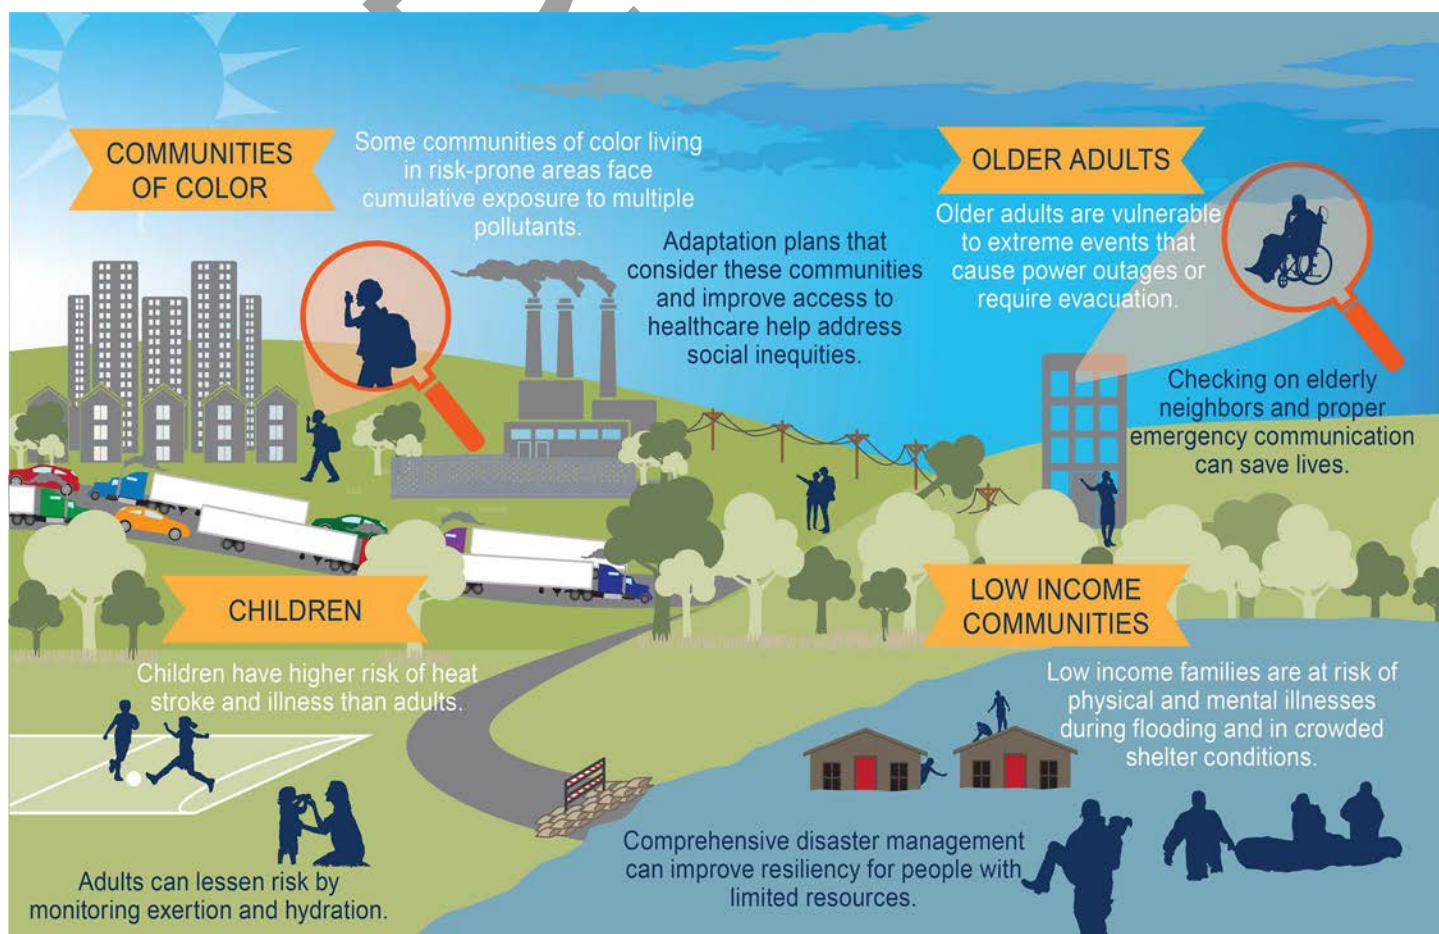 COMMUNITIES
OF COLOR
Some communities of color living
in risk-prone areas face
cumulative exposure to multiple
pollutants.
Adaptation plans that
consider these communities
and improve access to
healthcare help address
social inequities.
OLDER ADULTS
Older adults are vulnerable
to extreme events that
cause power outages or
require evacuation.
Checking on elderly
neighbors and proper
emergency communication
can save lives.
CHILDREN
Children have higher risk of heat
stroke and illness than adults.
Adults can lessen risk by
monitoring exertion and hydration.
LOW INCOME
COMMUNITIES
Low income families are at risk of
physical and mental illnesses
during flooding and in crowded
shelter conditions.
Comprehensive disaster management
can improve resiliency for people with
limited resources.